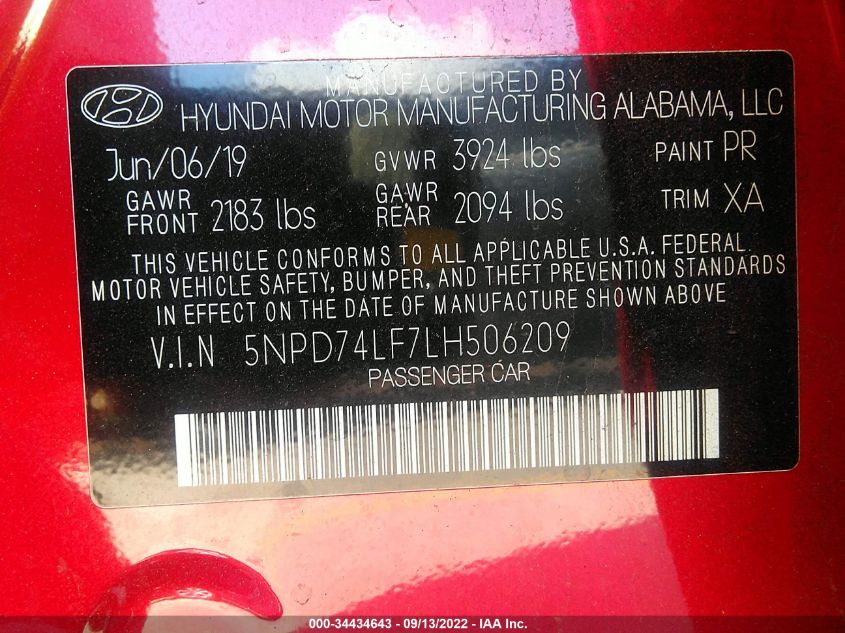 MANUFACTURED BY
HYUNDAI MOTOR MANUFACTURING ALABAMA, LLC
Jun/06/19 GVWR 3924 lbs PAINT PR
GAWR FRONT 2183 lbs GAWR REAR 2094 lbs TRIM XA
THIS VEHICLE CONFORMS TO ALL APPLICABLE U.S.A. FEDERAL
MOTOR VEHICLE SAFETY, BUMPER, AND THEFT PREVENTION STANDARDS
IN EFFECT ON THE DATE OF MANUFACTURE SHOWN ABOVE
V.I.N 5NPD74LF7LH506209
PASSENGER CAR
000-34434643 / 09/13/2022 - IAA Inc.